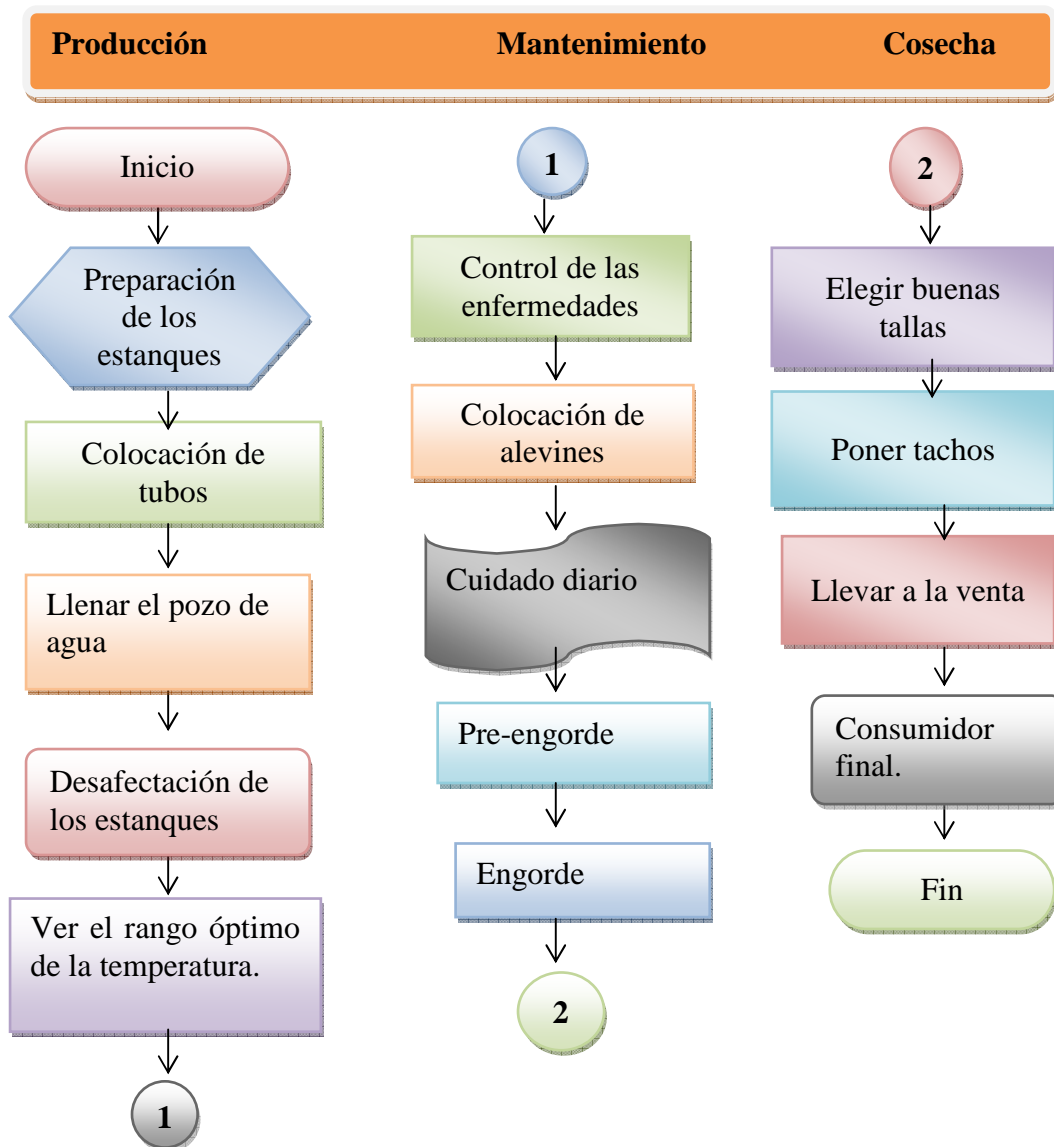 Producción Mantenimiento Cosecha
Inicio
Preparación
de los
estanques
Colocación de
tubos
Llenar el pozo de
agua
Desafectación de
los estanques
Ver el rango óptimo
de la temperatura.
1
1
Control de las
enfermedades
Colocación de
alevines
Cuidado diario
Pre-engorde
Engorde
2
2
Elegir buenas
tallas
Poner tachos
Llevar a la venta
Consumidor
final.
Fin